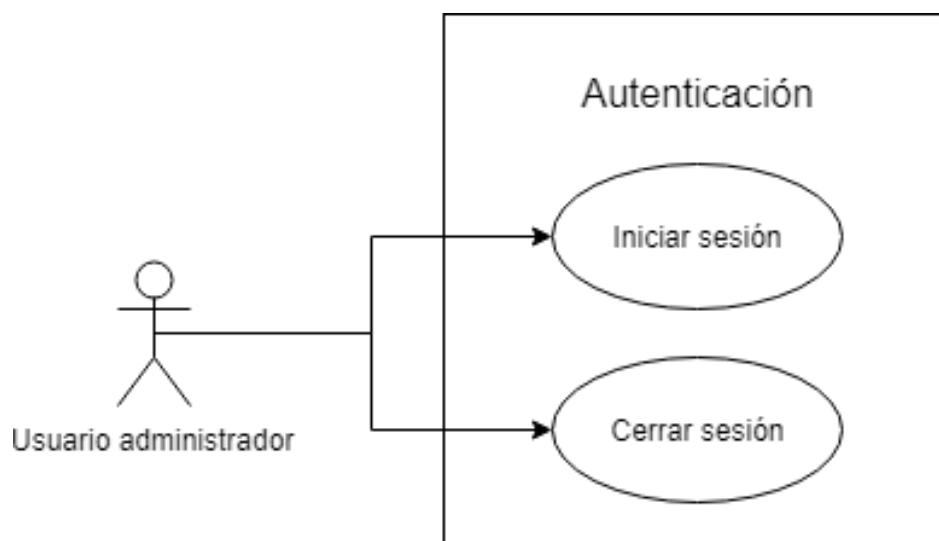 Autenticación
Iniciar sesión
Usuario administrador
Cerrar sesión